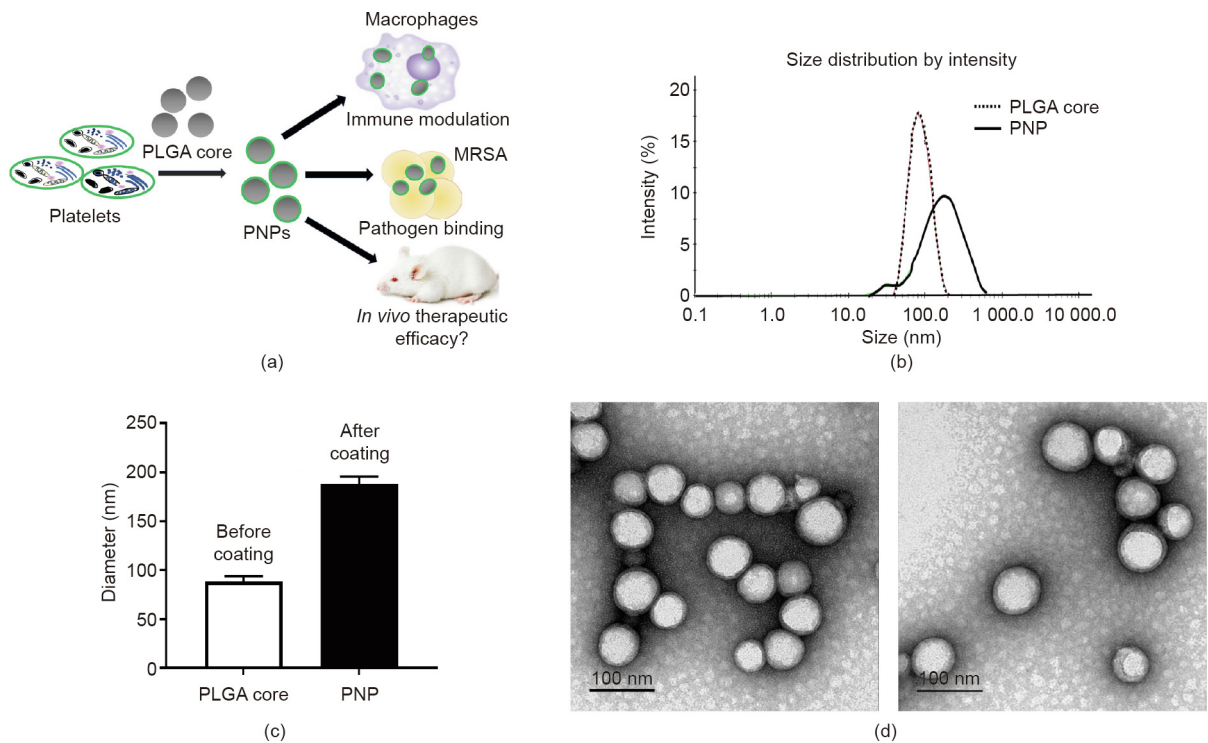 Macrophages
PLGA core
Immune modulation
MRSA
Platelets
PNPs
Pathogen binding
In vivo therapeutic
efficacy?
(a)
Size distribution by intensity
20
15
10
5
0
Intensity (%)
PLGA core
PNP
0.1
1.0
10.0
100.0
1 000.0
10 000.0
Size (nm)
(b)
250
200
150
100
50
0
Diameter (nm)
Before
coating
After
coating
PLGA core
PNP
(c)
100 nm
100 nm
(d)